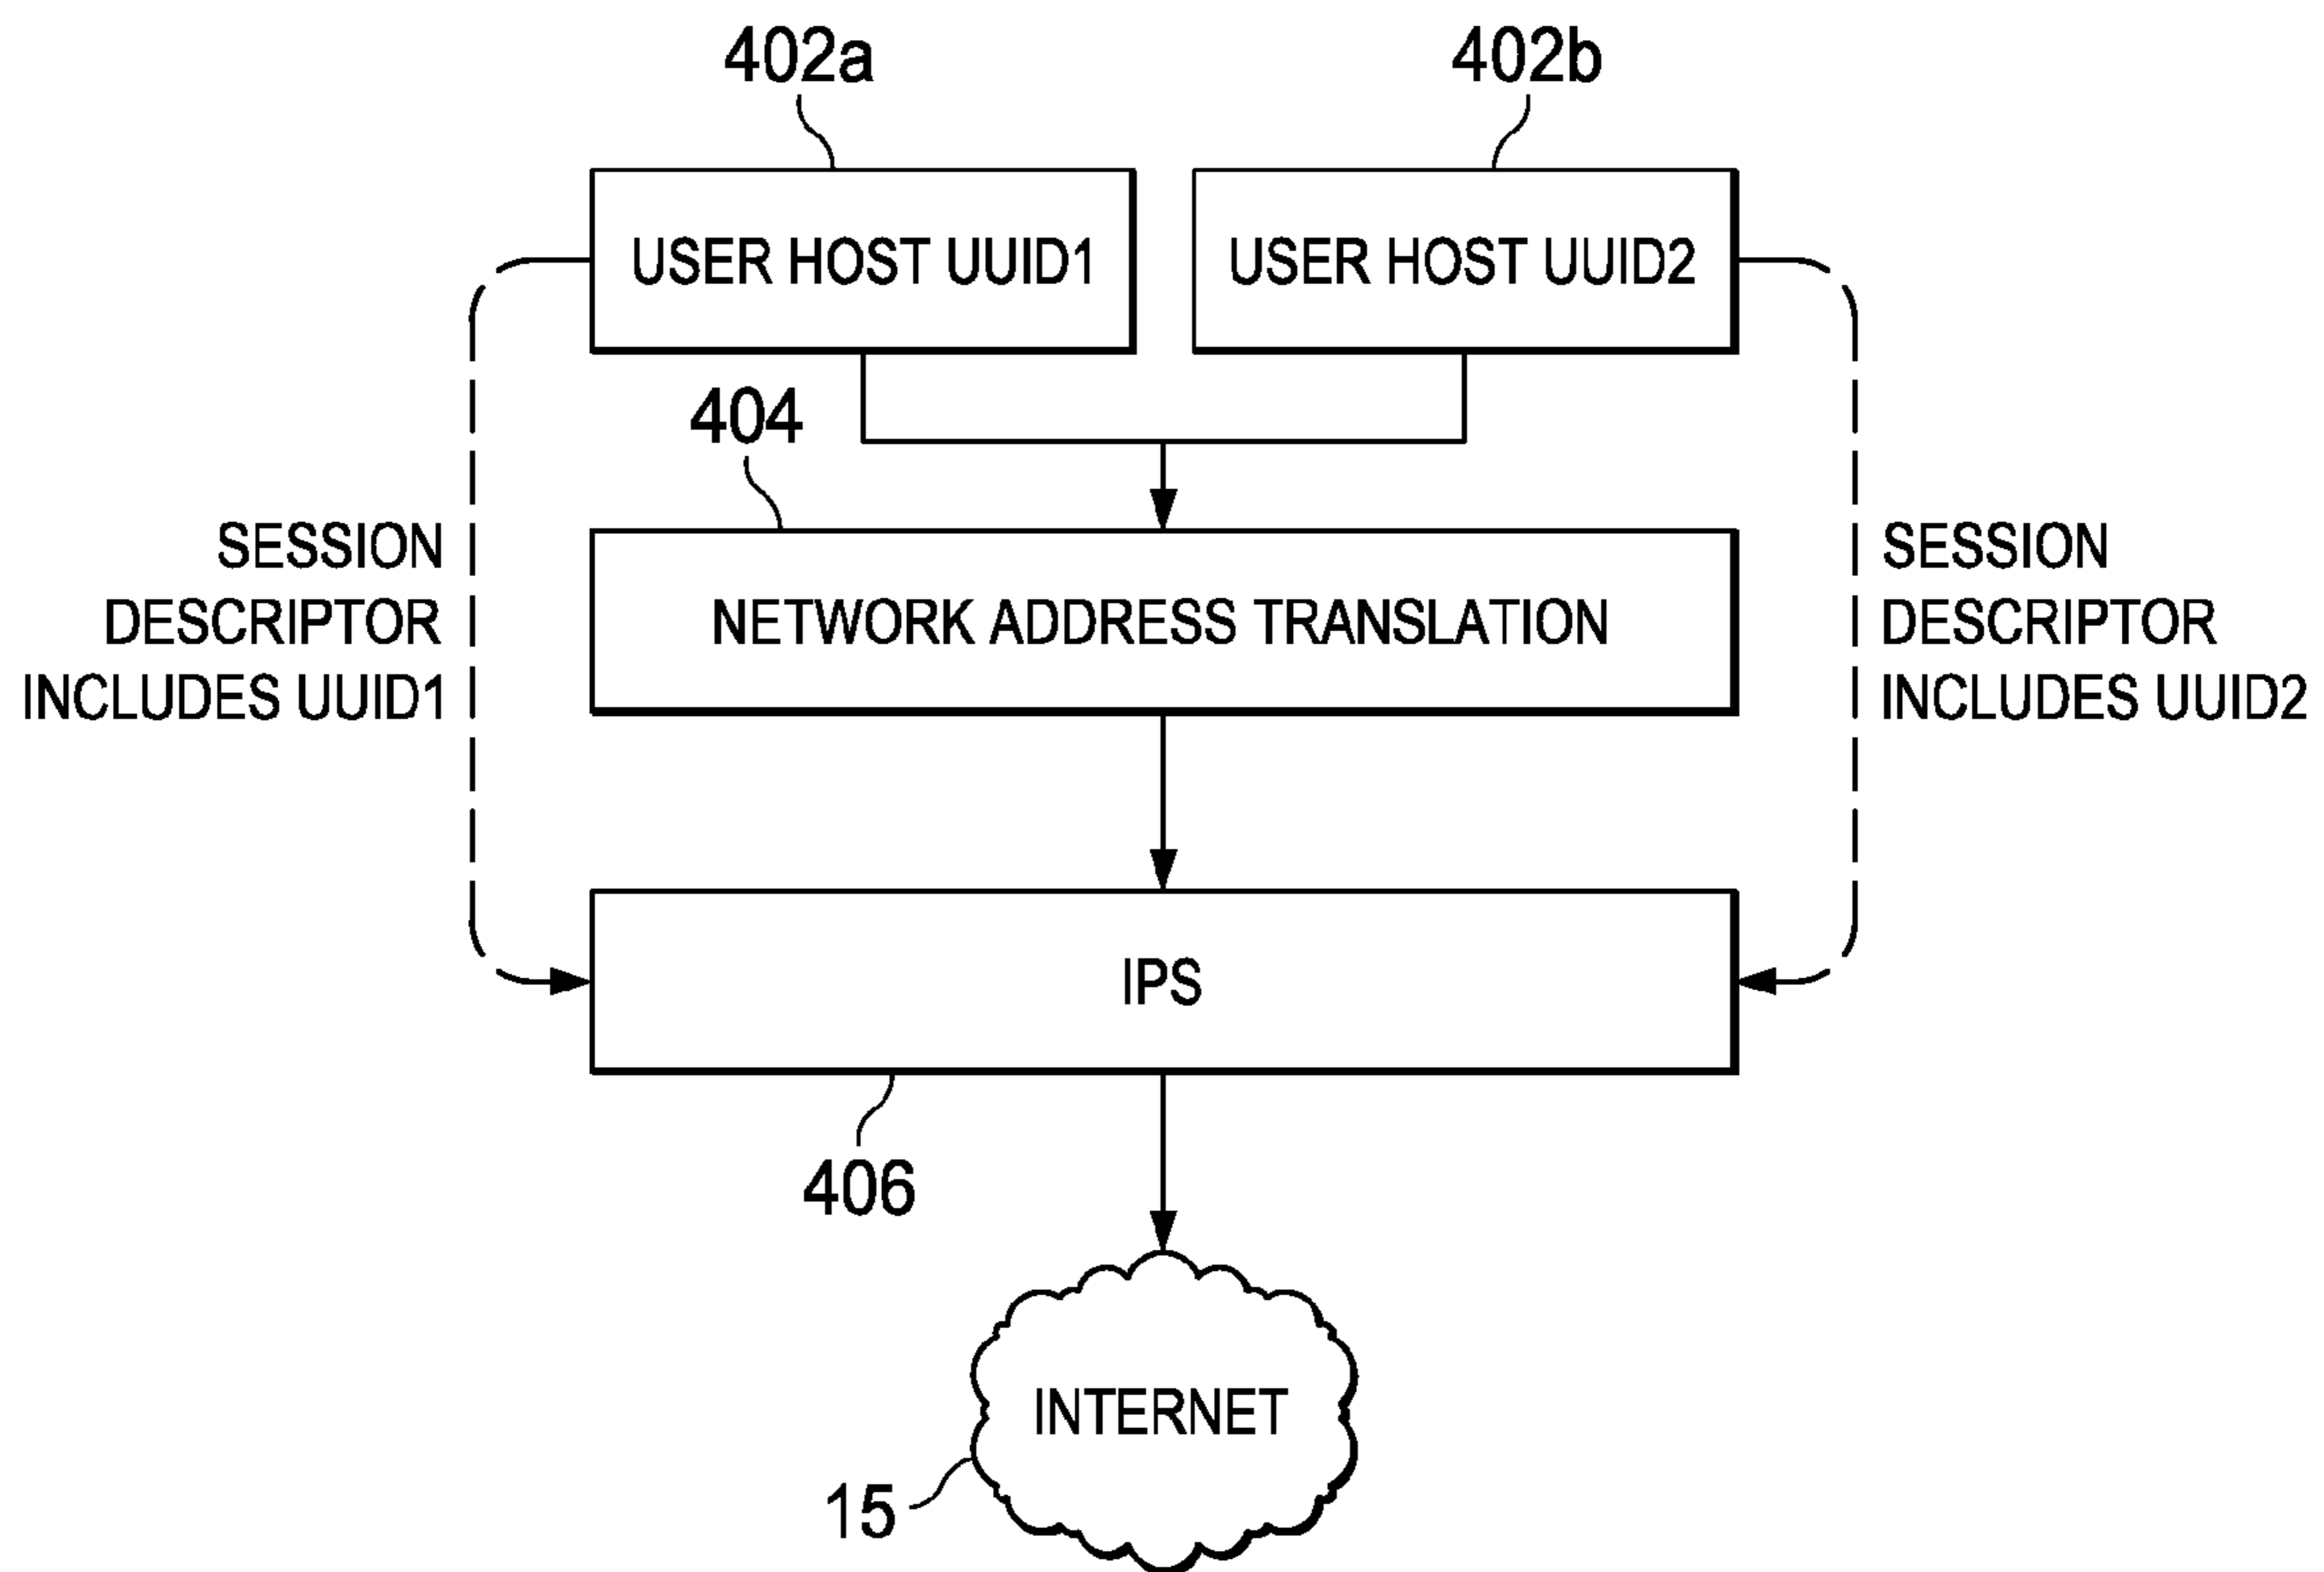 402a
402b
USER HOST UUID1
USER HOST UUID2
404
SESSION
DESCRIPTOR
INCLUDES UUID1
NETWORK ADDRESS TRANSLATION
SESSION
DESCRIPTOR
INCLUDES UUID2
IPS
406
INTERNET
15